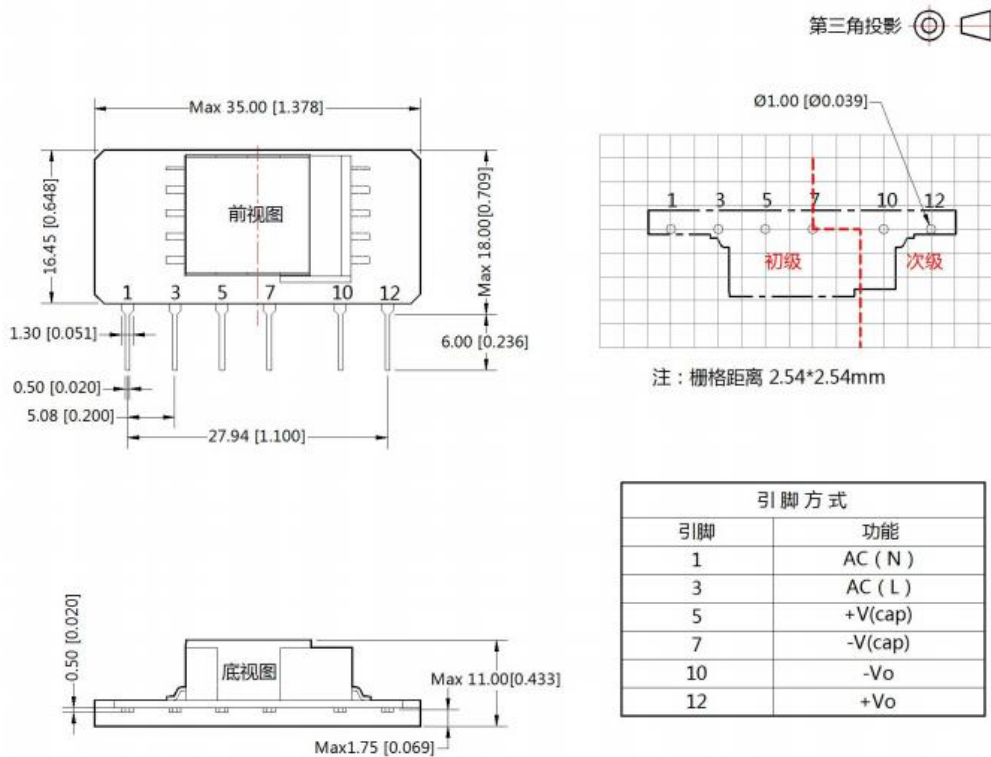 第三角投影
Max 35.00 [1.378]
16.45 [0.648]
前视图
Max 18.00[0.709]
1 3 5 7 10 12
1.30 [0.051]
6.00 [0.236]
0.50 [0.020]
5.08 [0.200]
27.94 [1.100]
Ø1.00 [Ø0.039]
1 3 5 7 10 12
初级 次级
注：栅格距离 2.54*2.54mm
0.50 [0.020]
底视图
Max 11.00[0.433]
Max1.75 [0.069]
引脚方式
引脚 功能
1 AC（N）
3 AC（L）
5 +V(cap)
7 -V(cap)
10 -Vo
12 +Vo